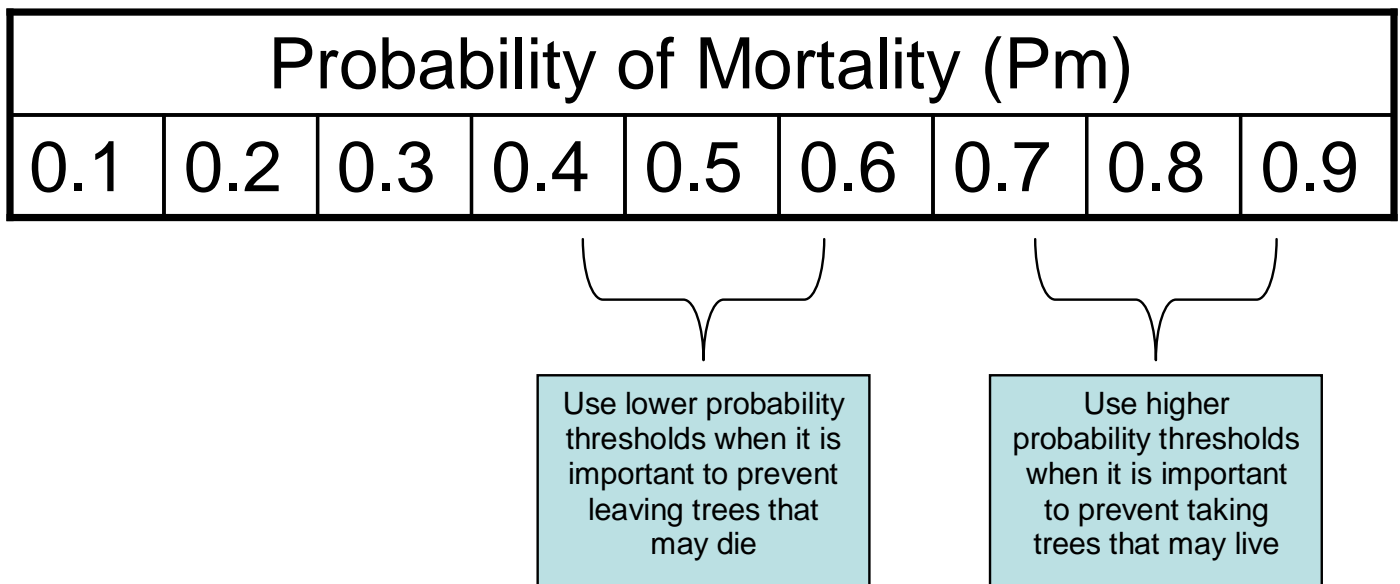 Probability of Mortality (Pm)
0.1 0.2 0.3 0.4 0.5 0.6 0.7 0.8 0.9
Use lower probability
thresholds when it is
important to prevent
leaving trees that
may die
Use higher
probability thresholds
when it is important
to prevent taking
trees that may live